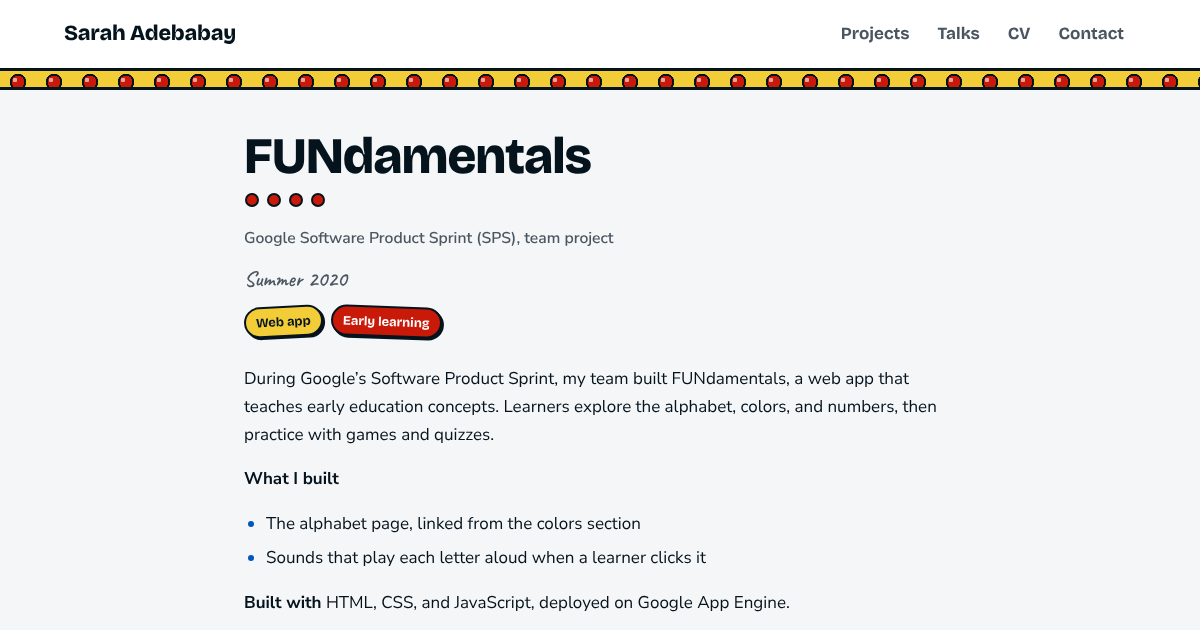 Sarah Adebabay
Projects Talks CV Contact
FUNdamentals
Google Software Product Sprint (SPS), team project
Summer 2020
Web app Early learning
During Google’s Software Product Sprint, my team built FUNdamentals, a web app that
teaches early education concepts. Learners explore the alphabet, colors, and numbers, then
practice with games and quizzes.
What I built
• The alphabet page, linked from the colors section
• Sounds that play each letter aloud when a learner clicks it
Built with HTML, CSS, and JavaScript, deployed on Google App Engine.